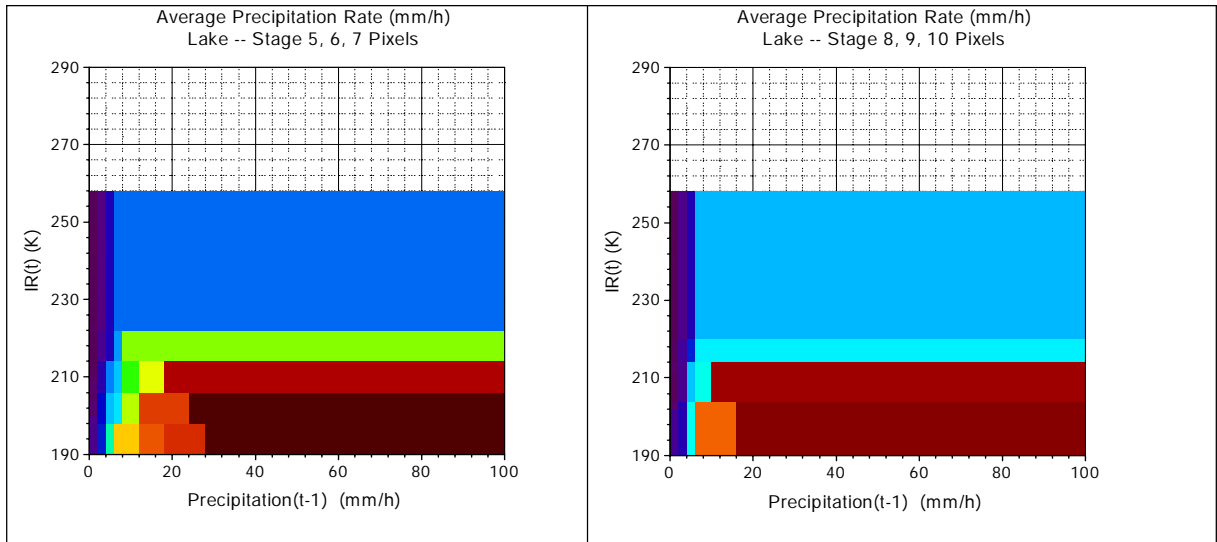 Average Precipitation Rate (mm/h)
Lake -- Stage 5, 6, 7 Pixels
290
270
250
230
210
190
IR(t) (K)
0 20 40 60 80 100
Precipitation(t-1) (mm/h)
Average Precipitation Rate (mm/h)
Lake -- Stage 8, 9, 10 Pixels
290
270
250
230
210
190
IR(t) (K)
0 20 40 60 80 100
Precipitation(t-1) (mm/h)